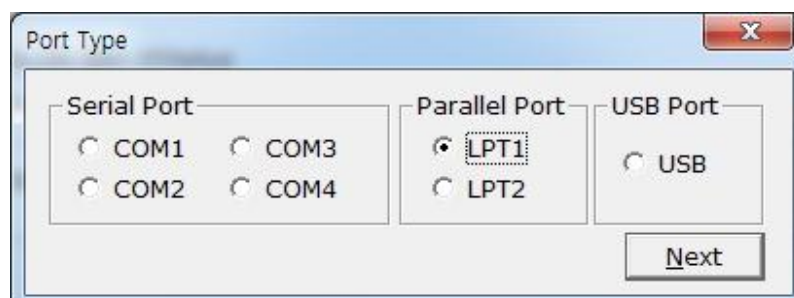 Port Type
Serial Port
COM1 COM3
COM2 COM4
Parallel Port
LPT1
LPT2
USB Port
USB
Next